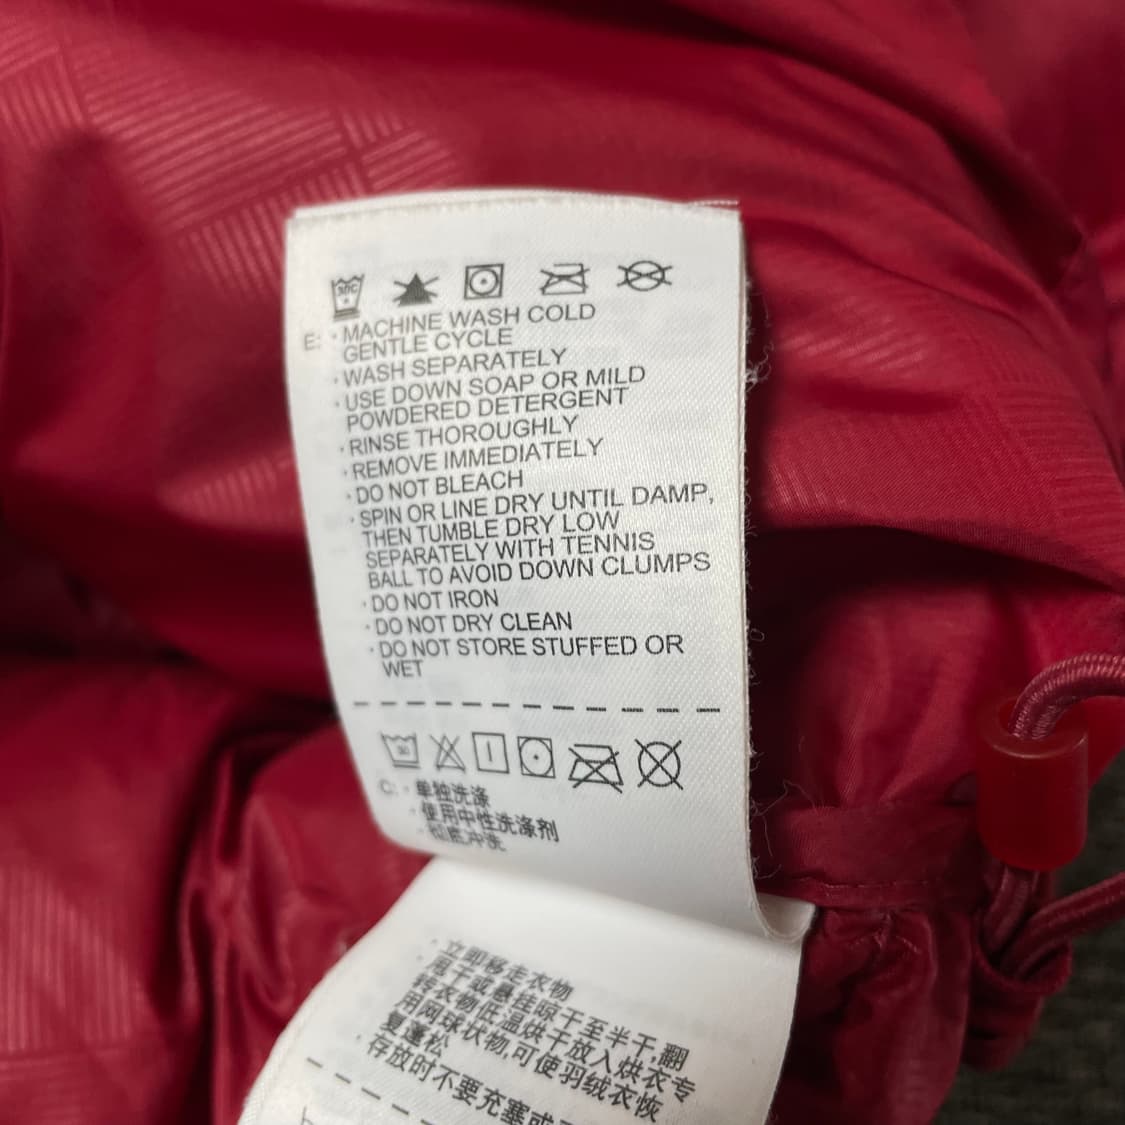 30C
E: · MACHINE WASH COLD
GENTLE CYCLE
· WASH SEPARATELY
· USE DOWN SOAP OR MILD
POWDERED DETERGENT
· RINSE THOROUGHLY
· REMOVE IMMEDIATELY
· DO NOT BLEACH
· SPIN OR LINE DRY UNTIL DAMP,
THEN TUMBLE DRY LOW
SEPARATELY WITH TENNIS
BALL TO AVOID DOWN CLUMPS
· DO NOT IRON
· DO NOT DRY CLEAN
· DO NOT STORE STUFFED OR
WET
30
C: · 单独洗涤
· 使用中性洗涤剂
· 彻底冲洗
· 立即移走衣物
· 甩干或悬挂晾干至半干,翻
转衣物低温烘干放入烘衣专
用网球状物,可使羽绒衣恢
复蓬松
· 存放时不要充塞或